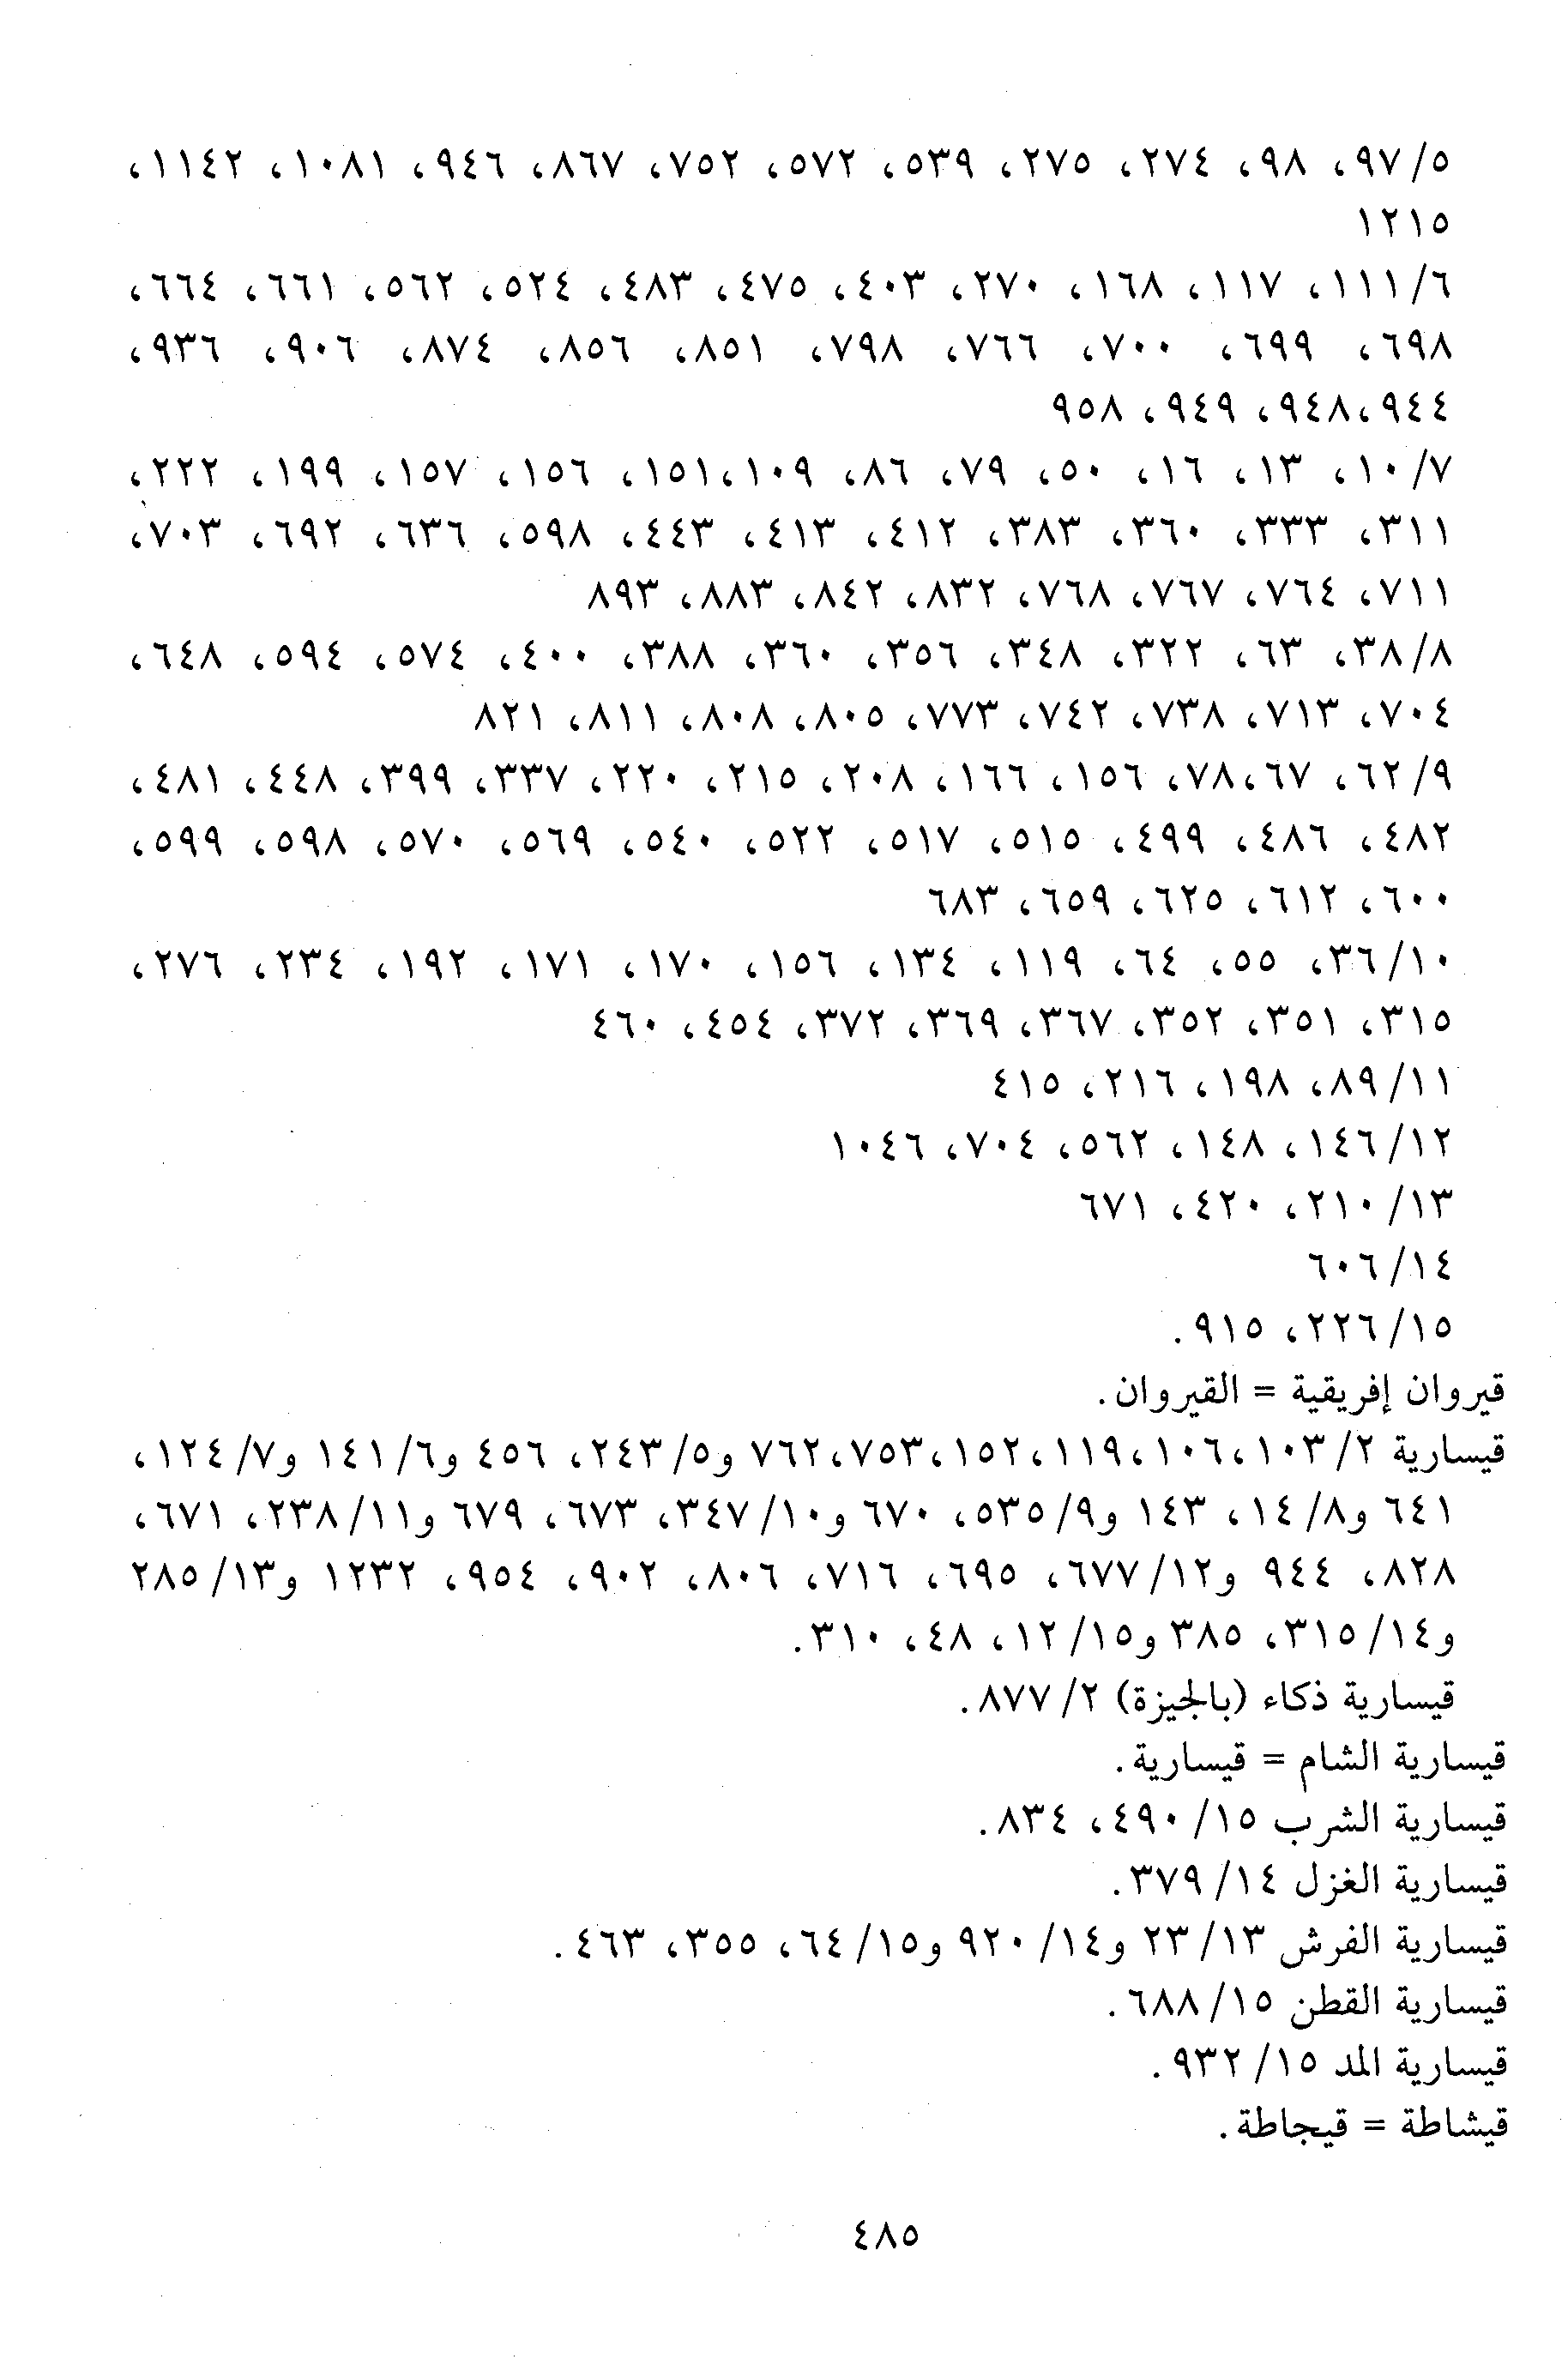 ٥/ ٩٧، ٩٨، ٢٧٤، ٢٧٥، ٥٣٩، ٥٧٢، ٧٥٢، ٨٦٧، ٩٤٦، ١٠٨١، ١١٤٢،
١٢١٥
٦/ ١١١، ١١٧، ١٦٨، ٢٧٠، ٤٠٣، ٤٧٥، ٤٨٣، ٥٢٤، ٥٦٢، ٦٦١، ٦٦٤،
٦٩٨، ٦٩٩، ٧٠٠، ٧٦٦، ٧٩٨، ٨٥١، ٨٥٦، ٨٧٤، ٩٠٦، ٩٣٦،
٩٤٤،٩٤٨، ٩٤٩، ٩٥٨
٧/ ١٠، ١٣، ١٦، ٥٠، ٧٩، ٨٦، ١٠٩،١٥١، ١٥٦، ١٥٧، ١٩٩، ٢٢٢،
٣١١، ٣٣٣، ٣٦٠، ٣٨٣، ٤١٢، ٤١٣، ٤٤٣، ٥٩٨، ٦٣٦، ٦٩٢، ٧٠٣،
٧١١، ٧٦٤، ٧٦٧، ٧٦٨، ٨٣٢، ٨٤٢، ٨٨٣، ٨٩٣
٨/ ٣٨، ٦٣، ٣٢٢، ٣٤٨، ٣٥٦، ٣٦٠، ٣٨٨، ٤٠٠، ٥٧٤، ٥٩٤، ٦٤٨،
٧٠٤، ٧١٣، ٧٣٨، ٧٤٢، ٧٧٣، ٨٠٥، ٨٠٨، ٨١١، ٨٢١
٩/ ٦٢، ٦٧،٧٨، ١٥٦، ١٦٦، ٢٠٨، ٢١٥، ٢٢٠، ٣٣٧، ٣٩٩، ٤٤٨، ٤٨١،
٤٨٢، ٤٨٦، ٤٩٩، ٥١٥، ٥١٧، ٥٢٢، ٥٤٠، ٥٦٩، ٥٧٠، ٥٩٨، ٥٩٩،
٦٠٠، ٦١٢، ٦٢٥، ٦٥٩، ٦٨٣
١٠/ ٣٦، ٥٥، ٦٤، ١١٩، ١٣٤، ١٥٦، ١٧٠، ١٧١، ١٩٢، ٢٣٤، ٢٧٦،
٣١٥، ٣٥١، ٣٥٢، ٣٦٧، ٣٦٩، ٣٧٢، ٤٥٤، ٤٦٠
١١/ ٨٩، ١٩٨، ٢١٦، ٤١٥
١٢/ ١٤٦، ١٤٨، ٥٦٢، ٧٠٤، ١٠٤٦
١٣/ ٢١٠، ٤٢٠، ٦٧١
١٤/ ٦٠٦
١٥/ ٢٢٦، ٩١٥.
قيروان إفريقية = القيروان.
قيسارية ٢/ ١٠٣،١٠٦،١١٩،١٥٢،٧٥٣،٧٦٢ و٥/ ٢٤٣، ٤٥٦ و٦/ ١٤١ و٧/ ١٢٤،
٦٤١ و٨/ ١٤، ١٤٣ و٩/ ٥٣٥، ٦٧٠ و١٠/ ٣٤٧، ٦٧٣، ٦٧٩ و١١/ ٢٣٨، ٦٧١،
٨٢٨، ٩٤٤ و١٢/ ٦٧٧، ٦٩٥، ٧١٦، ٨٠٦، ٩٠٢، ٩٥٤، ١٢٣٢ و١٣/ ٢٨٥
و١٤/ ٣١٥، ٣٨٥ و١٥/ ١٢، ٤٨، ٣١٠.
قيسارية ذكاء (بالجيزة) ٢/ ٨٧٧.
قيسارية الشام = قيسارية.
قيسارية الشرب ١٥/ ٤٩٠، ٨٣٤.
قيسارية الغزل ١٤/ ٣٧٩.
قيسارية الفرش ١٣/ ٢٣ و١٤/ ٩٢٠ و١٥/ ٦٤، ٣٥٥، ٤٦٣.
قيسارية القطن ١٥/ ٦٨٨.
قيسارية المد ١٥/ ٩٣٢.
قيشاطة = قيجاطة.
٤٨٥